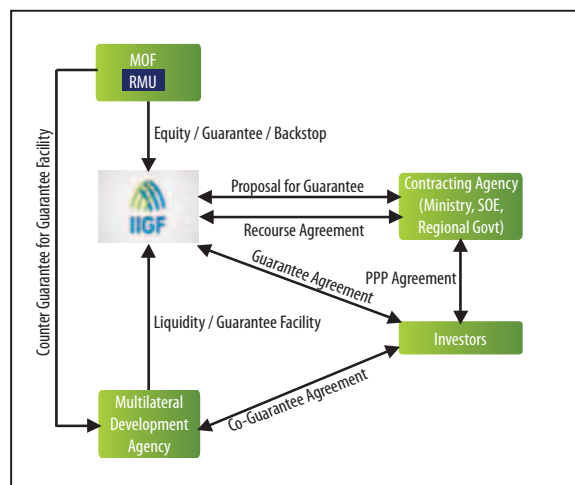 MOF
RMU
Equity / Guarantee / Backstop
Counter Guarantee for Guarantee Facility
IIGF
Proposal for Guarantee
Recourse Agreement
Contracting Agency
(Ministry, SOE,
Regional Govt)
Guarantee Agreement
PPP Agreement
Liquidity / Guarantee Facility
Investors
Co-Guarantee Agreement
Multilateral
Development
Agency